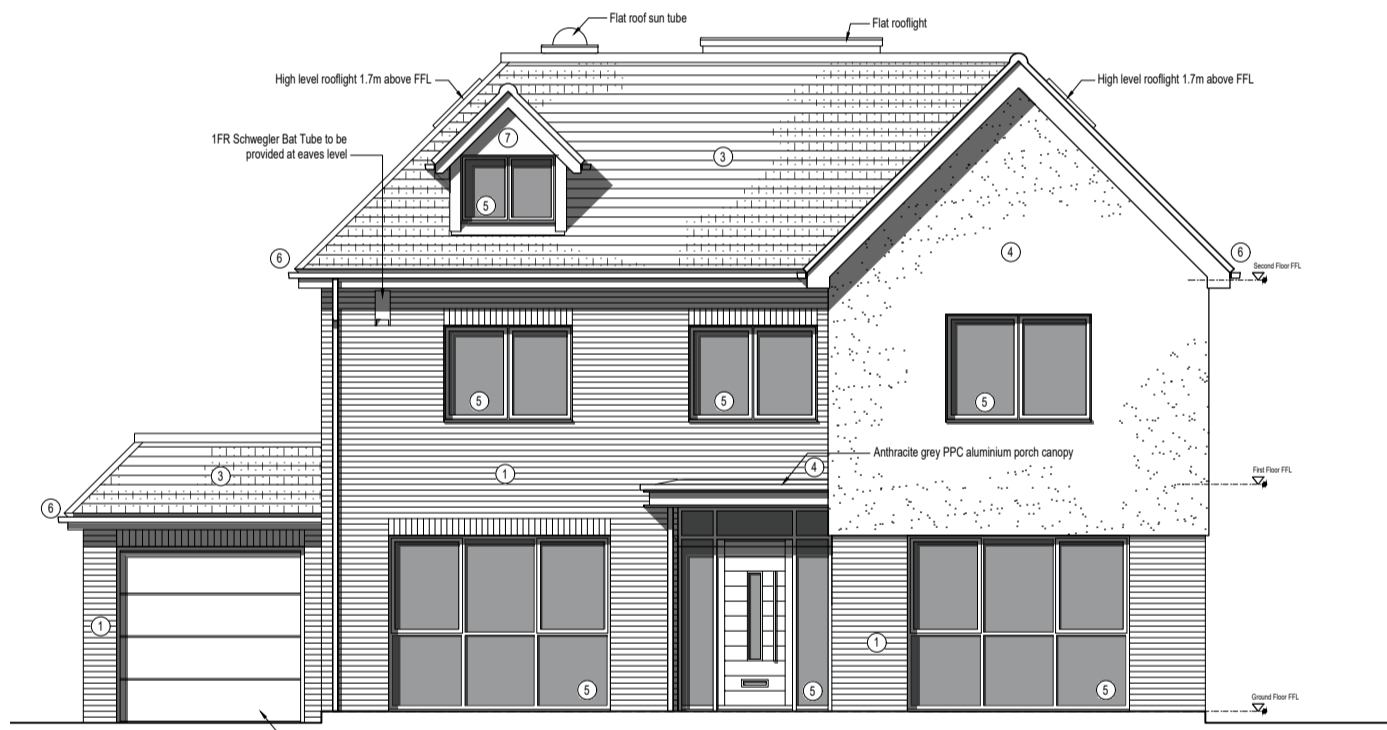 Flat roof sun tube
Flat rooflight
High level rooflight 1.7m above FFL
High level rooflight 1.7m above FFL
1FR Schwegler Bat Tube to be
provided at eaves level
7
3
5
6
4
6
Second Floor FFL
5
5
5
Anthracite grey PPC aluminium porch canopy
4
1
3
First Floor FFL
6
1
1
5
5
5
Ground Floor FFL